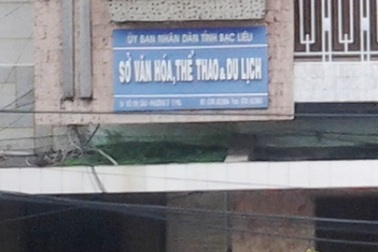 ỦY BAN NHÂN DÂN TỈNH BẠC LIÊU
SỞ VĂN HÓA, THỂ THAO & DU LỊCH